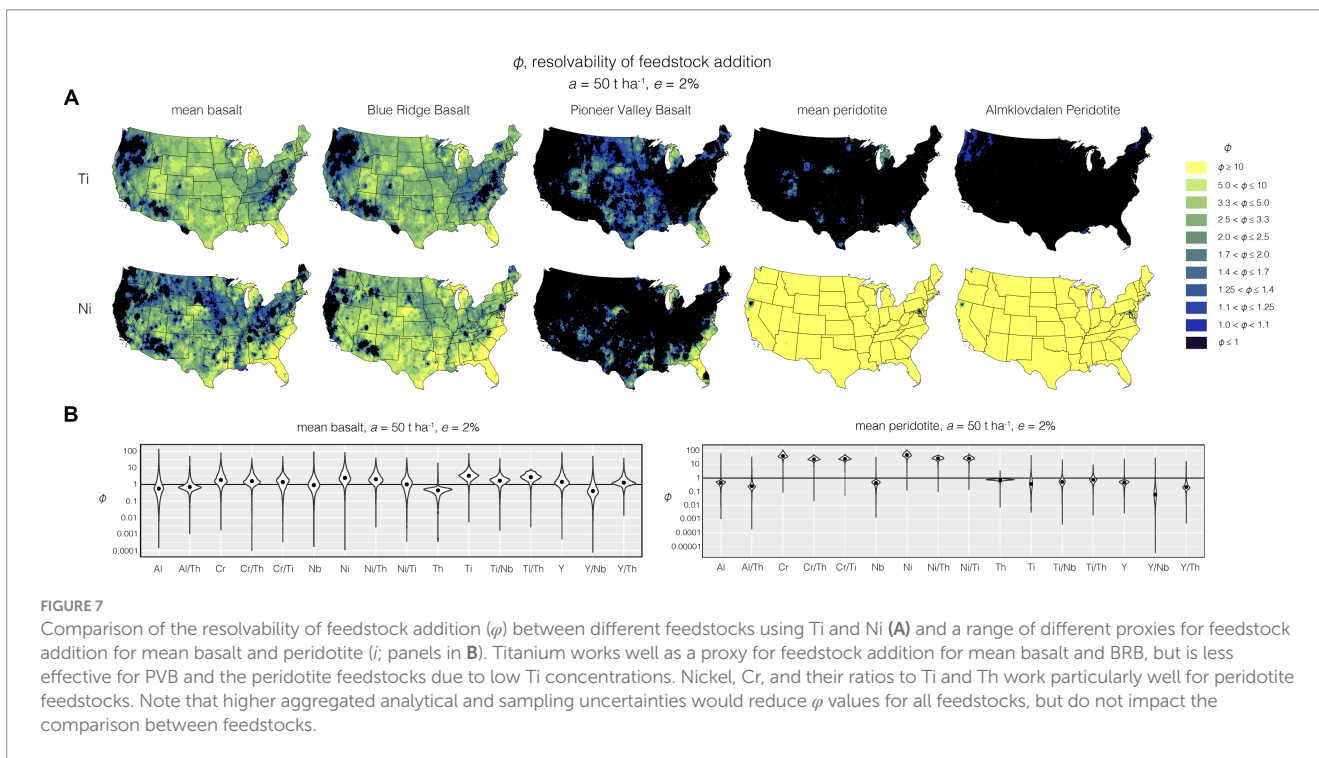 φ, resolvability of feedstock addition
a = 50 t ha⁻¹, e = 2%
A
mean basalt
Blue Ridge Basalt
Pioneer Valley Basalt
mean peridotite
Almklovdalen Peridotite
Ti
Ni
φ
φ ≥ 10
5.0 < φ ≤ 10
3.3 < φ ≤ 5.0
2.5 < φ ≤ 3.3
2.0 < φ ≤ 2.5
1.7 < φ ≤ 2.0
1.4 < φ ≤ 1.7
1.25 < φ ≤ 1.4
1.1 < φ ≤ 1.25
1.0 < φ < 1.1
φ ≤ 1
B
mean basalt, a = 50 t ha⁻¹, e = 2%
φ
100
10
1
0.1
0.01
0.001
0.0001
Al Al/Th Cr Cr/Th Cr/Ti Nb Ni Ni/Th Ni/Ti Th Ti Ti/Nb Ti/Th Y Y/Nb Y/Th
mean peridotite, a = 50 t ha⁻¹, e = 2%
φ
100
10
1
0.1
0.01
0.001
0.0001
0.00001
Al Al/Th Cr Cr/Th Cr/Ti Nb Ni Ni/Th Ni/Ti Th Ti Ti/Nb Ti/Th Y Y/Nb Y/Th
FIGURE 7
Comparison of the resolvability of feedstock addition (φ) between different feedstocks using Ti and Ni (A) and a range of different proxies for feedstock
addition for mean basalt and peridotite (i; panels in B). Titanium works well as a proxy for feedstock addition for mean basalt and BRB, but is less
effective for PVB and the peridotite feedstocks due to low Ti concentrations. Nickel, Cr, and their ratios to Ti and Th work particularly well for peridotite
feedstocks. Note that higher aggregated analytical and sampling uncertainties would reduce φ values for all feedstocks, but do not impact the
comparison between feedstocks.